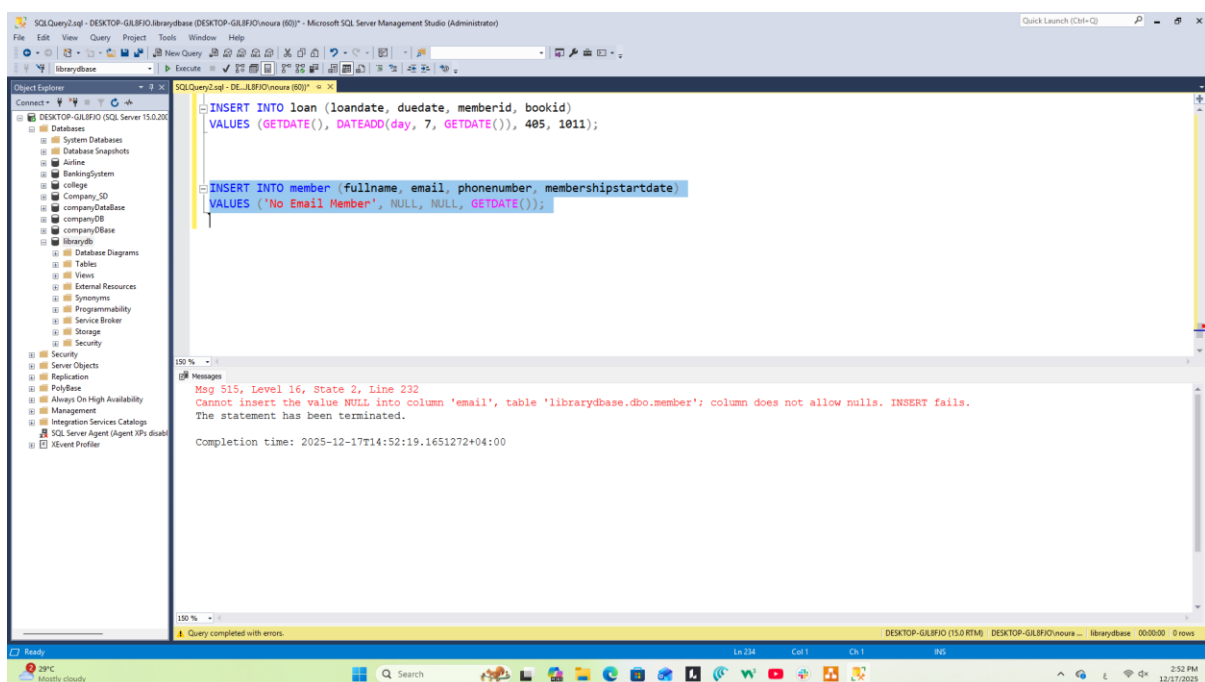 SQLQuery2.sql - DESKTOP-GJL8FJO.librarydbase (DESKTOP-GJL8FJO\noura (60))* - Microsoft SQL Server Management Studio (Administrator)
Quick Launch (Ctrl+Q)
File Edit View Query Project Tools Window Help
New Query
librarydbase
Execute
Object Explorer
SQLQuery2.sql - DE...JL8FJO\noura (60))*
Connect
DESKTOP-GJL8FJO (SQL Server 15.0.200
Databases
System Databases
Database Snapshots
Airline
BankingSystem
college
Company_SD
companyDataBase
companyDB
companyDBase
librarydb
Database Diagrams
Tables
Views
External Resources
Synonyms
Programmability
Service Broker
Storage
Security
Security
Server Objects
Replication
PolyBase
Always On High Availability
Management
Integration Services Catalogs
SQL Server Agent (Agent XPs disabl
XEvent Profiler
INSERT INTO loan (loandate, duedate, memberid, bookid)
VALUES (GETDATE(), DATEADD(day, 7, GETDATE()), 405, 1011);
INSERT INTO member (fullname, email, phonenumber, membershipstartdate)
VALUES ('No Email Member', NULL, NULL, GETDATE());
150 %
Messages
Msg 515, Level 16, State 2, Line 232
Cannot insert the value NULL into column 'email', table 'librarydbase.dbo.member'; column does not allow nulls. INSERT fails.
The statement has been terminated.
Completion time: 2025-12-17T14:52:19.1651272+04:00
150 %
Query completed with errors.
DESKTOP-GJL8FJO (15.0 RTM) DESKTOP-GJL8FJO\noura ... librarydbase 00:00:00 0 rows
Ready
Ln 234 Col 1 Ch 1 INS
29°C
Mostly cloudy
Search
2:52 PM
12/17/2025